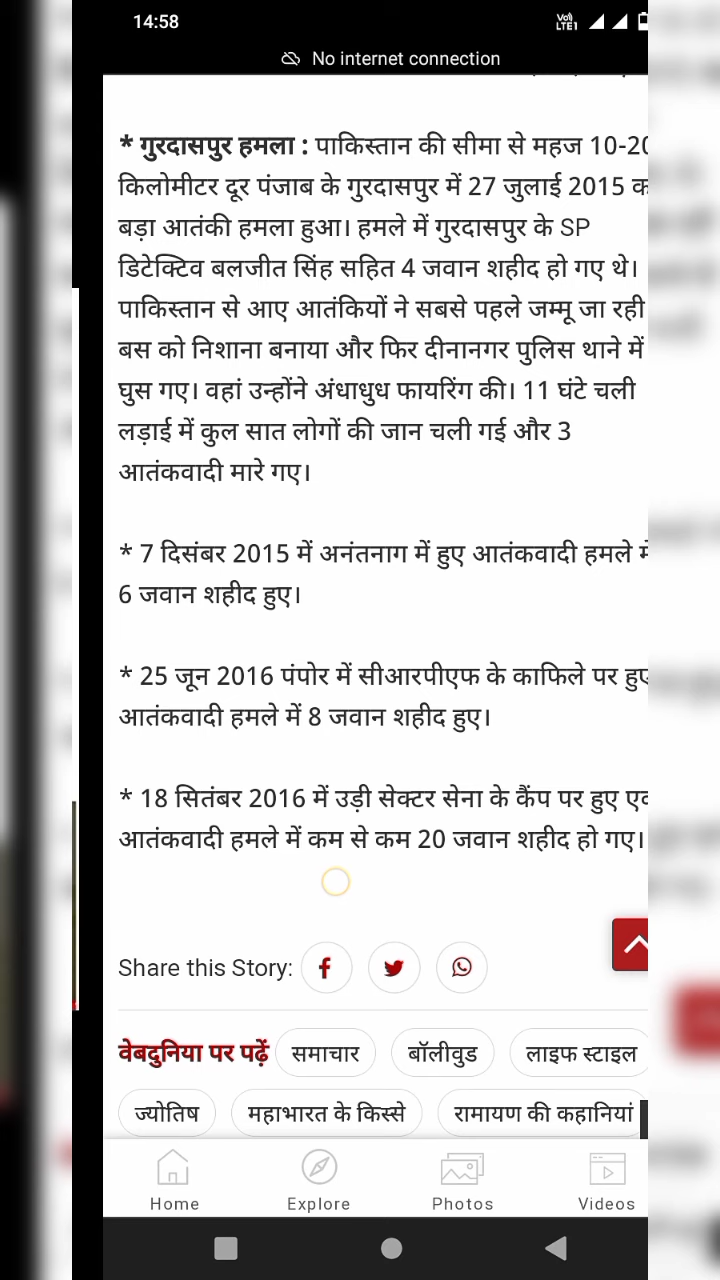 14:58
Vo)) LTE1
No internet connection
* गुरदासपुर हमला : पाकिस्तान की सीमा से महज 10-20
किलोमीटर दूर पंजाब के गुरदासपुर में 27 जुलाई 2015 क
बड़ा आतंकी हमला हुआ। हमले में गुरदासपुर के SP
डिटेक्टिव बलजीत सिंह सहित 4 जवान शहीद हो गए थे।
पाकिस्तान से आए आतंकियों ने सबसे पहले जम्मू जा रही
बस को निशाना बनाया और फिर दीनानगर पुलिस थाने में
घुस गए। वहां उन्होंने अंधाधुध फायरिंग की। 11 घंटे चली
लड़ाई में कुल सात लोगों की जान चली गई और 3
आतंकवादी मारे गए।
* 7 दिसंबर 2015 में अनंतनाग में हुए आतंकवादी हमले में
6 जवान शहीद हुए।
* 25 जून 2016 पंपोर में सीआरपीएफ के काफिले पर हुए
आतंकवादी हमले में 8 जवान शहीद हुए।
* 18 सितंबर 2016 में उड़ी सेक्टर सेना के कैंप पर हुए एक
आतंकवादी हमले में कम से कम 20 जवान शहीद हो गए।
Share this Story:
वेबदुनिया पर पढ़ें समाचार बॉलीवुड लाइफ स्टाइल
ज्योतिष महाभारत के किस्से रामायण की कहानियां
Home Explore Photos Videos